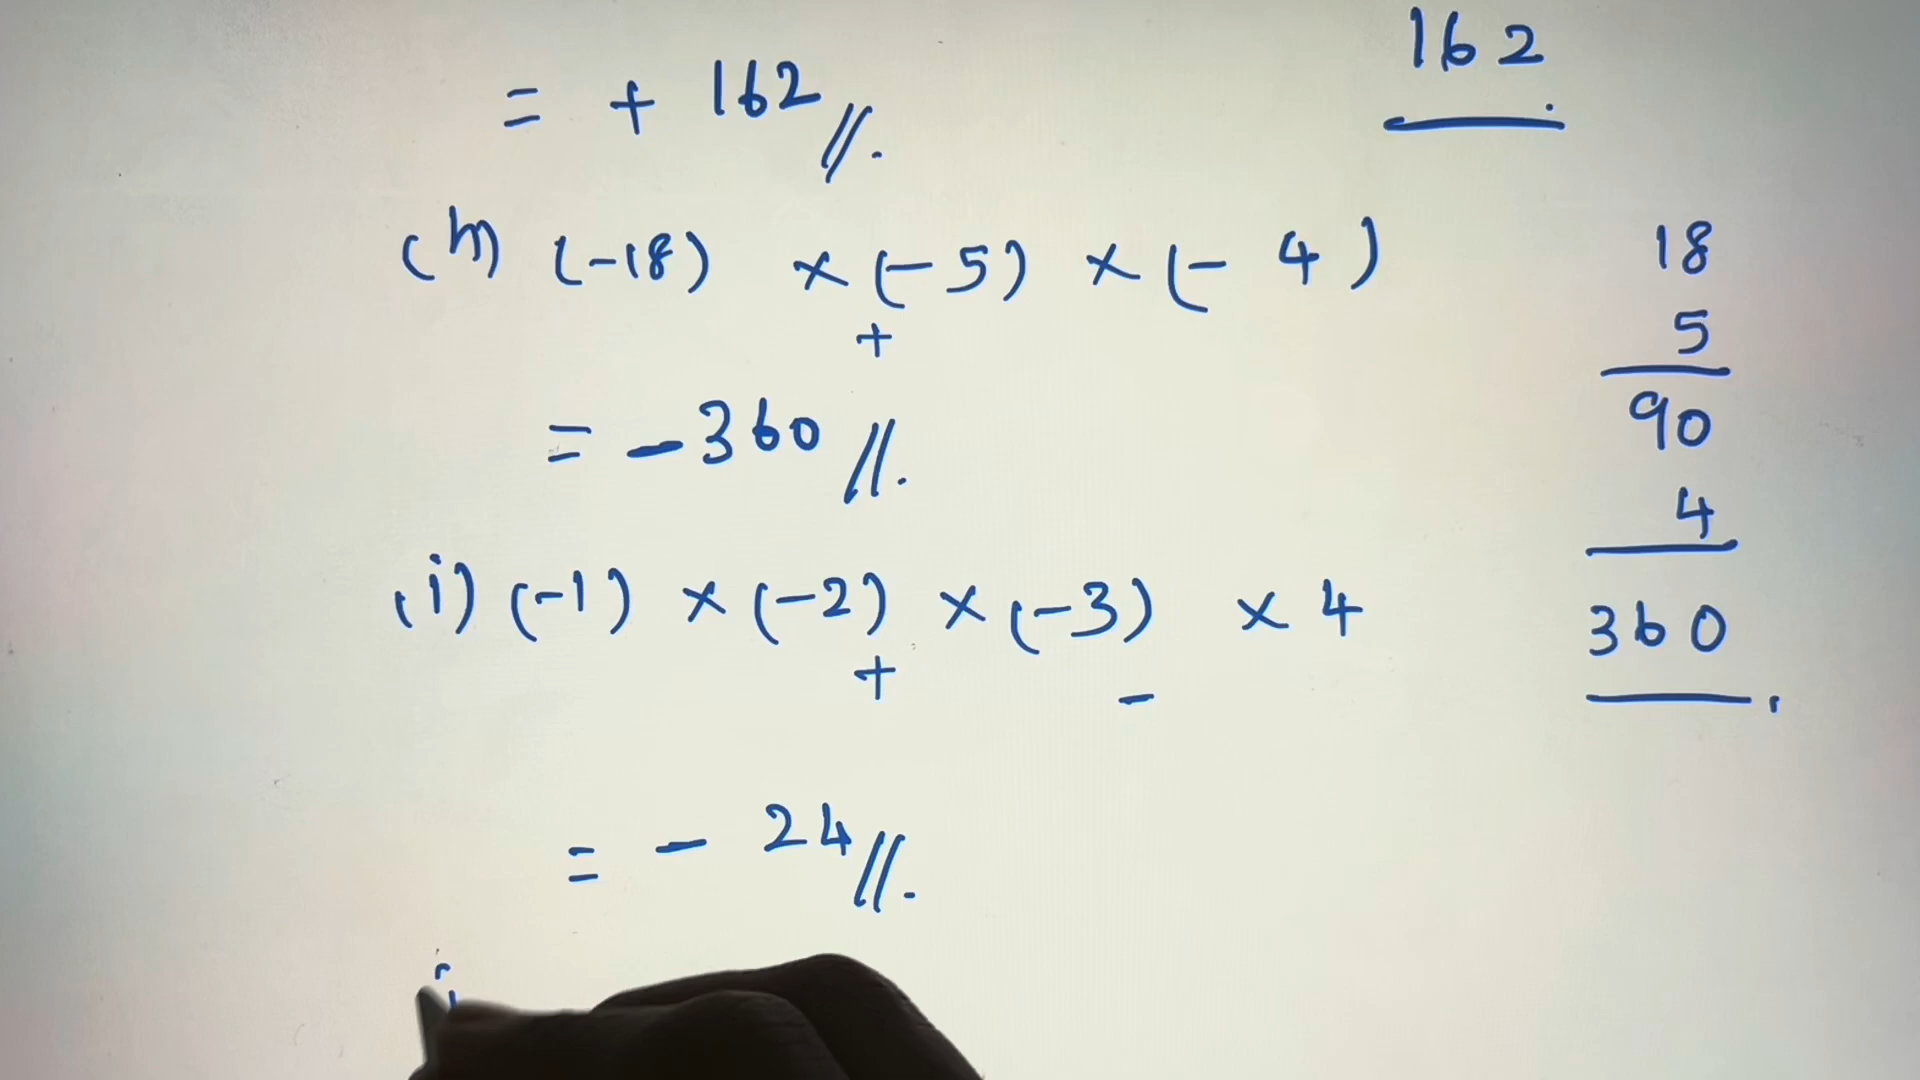 = + 162 //.
162
(h) (-18) × (-5) × (- 4)
+
= -360 //.
18
5
90
4
360
(i) (-1) × (-2) × (-3) × 4
+ -
= - 24 //.